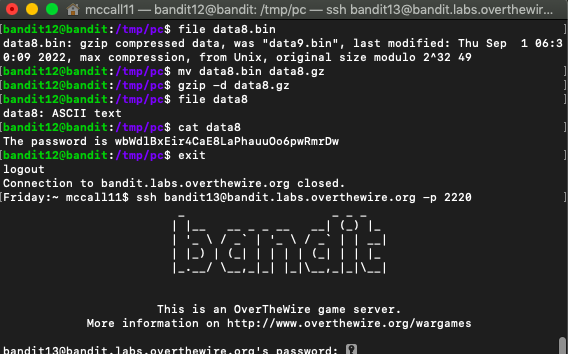 mccall11 — bandit12@bandit: /tmp/pc — ssh bandit13@bandit.labs.overthewire...
[bandit12@bandit:/tmp/pc$ file data8.bin ]
data8.bin: gzip compressed data, was "data9.bin", last modified: Thu Sep  1 06:3
0:09 2022, max compression, from Unix, original size modulo 2^32 49
[bandit12@bandit:/tmp/pc$ mv data8.bin data8.gz ]
[bandit12@bandit:/tmp/pc$ gzip -d data8.gz ]
[bandit12@bandit:/tmp/pc$ file data8 ]
data8: ASCII text
[bandit12@bandit:/tmp/pc$ cat data8 ]
The password is wbWdlBxEir4CaE8LaPhauuOo6pwRmrDw
[bandit12@bandit:/tmp/pc$ exit ]
logout
Connection to bandit.labs.overthewire.org closed.
[Friday:~ mccall11$ ssh bandit13@bandit.labs.overthewire.org -p 2220 ]
bandit
This is an OverTheWire game server.
More information on http://www.overthewire.org/wargames
bandit13@bandit.labs.overthewire.org's password: